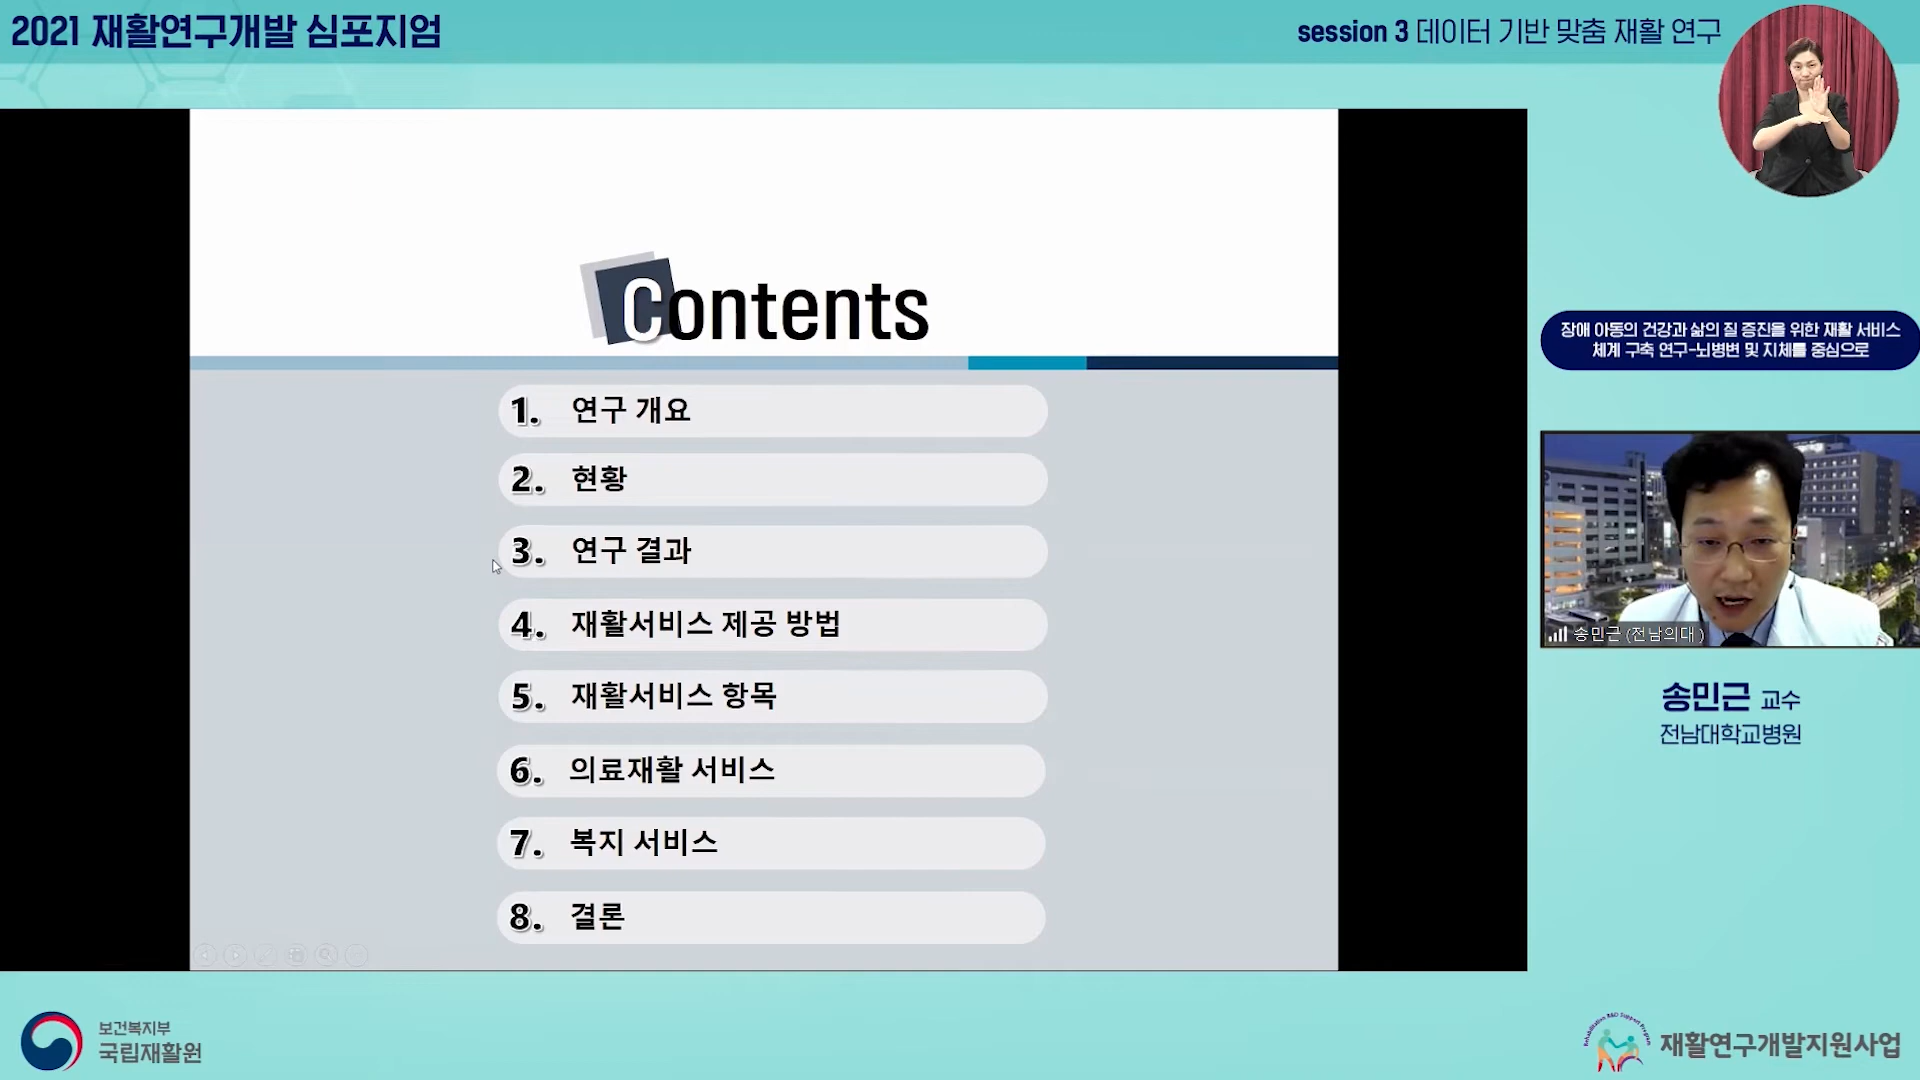 2021 재활연구개발 심포지엄
session 3 데이터 기반 맞춤 재활 연구
Contents
1. 연구 개요
2. 현황
3. 연구 결과
4. 재활서비스 제공 방법
5. 재활서비스 항목
6. 의료재활 서비스
7. 복지 서비스
8. 결론
장애 아동의 건강과 삶의 질 증진을 위한 재활 서비스
체계 구축 연구-뇌병변 및 지체를 중심으로
송민근 (전남의대)
송민근 교수
전남대학교병원
보건복지부
국립재활원
Rehabilitation R&D Support Program
재활연구개발지원사업